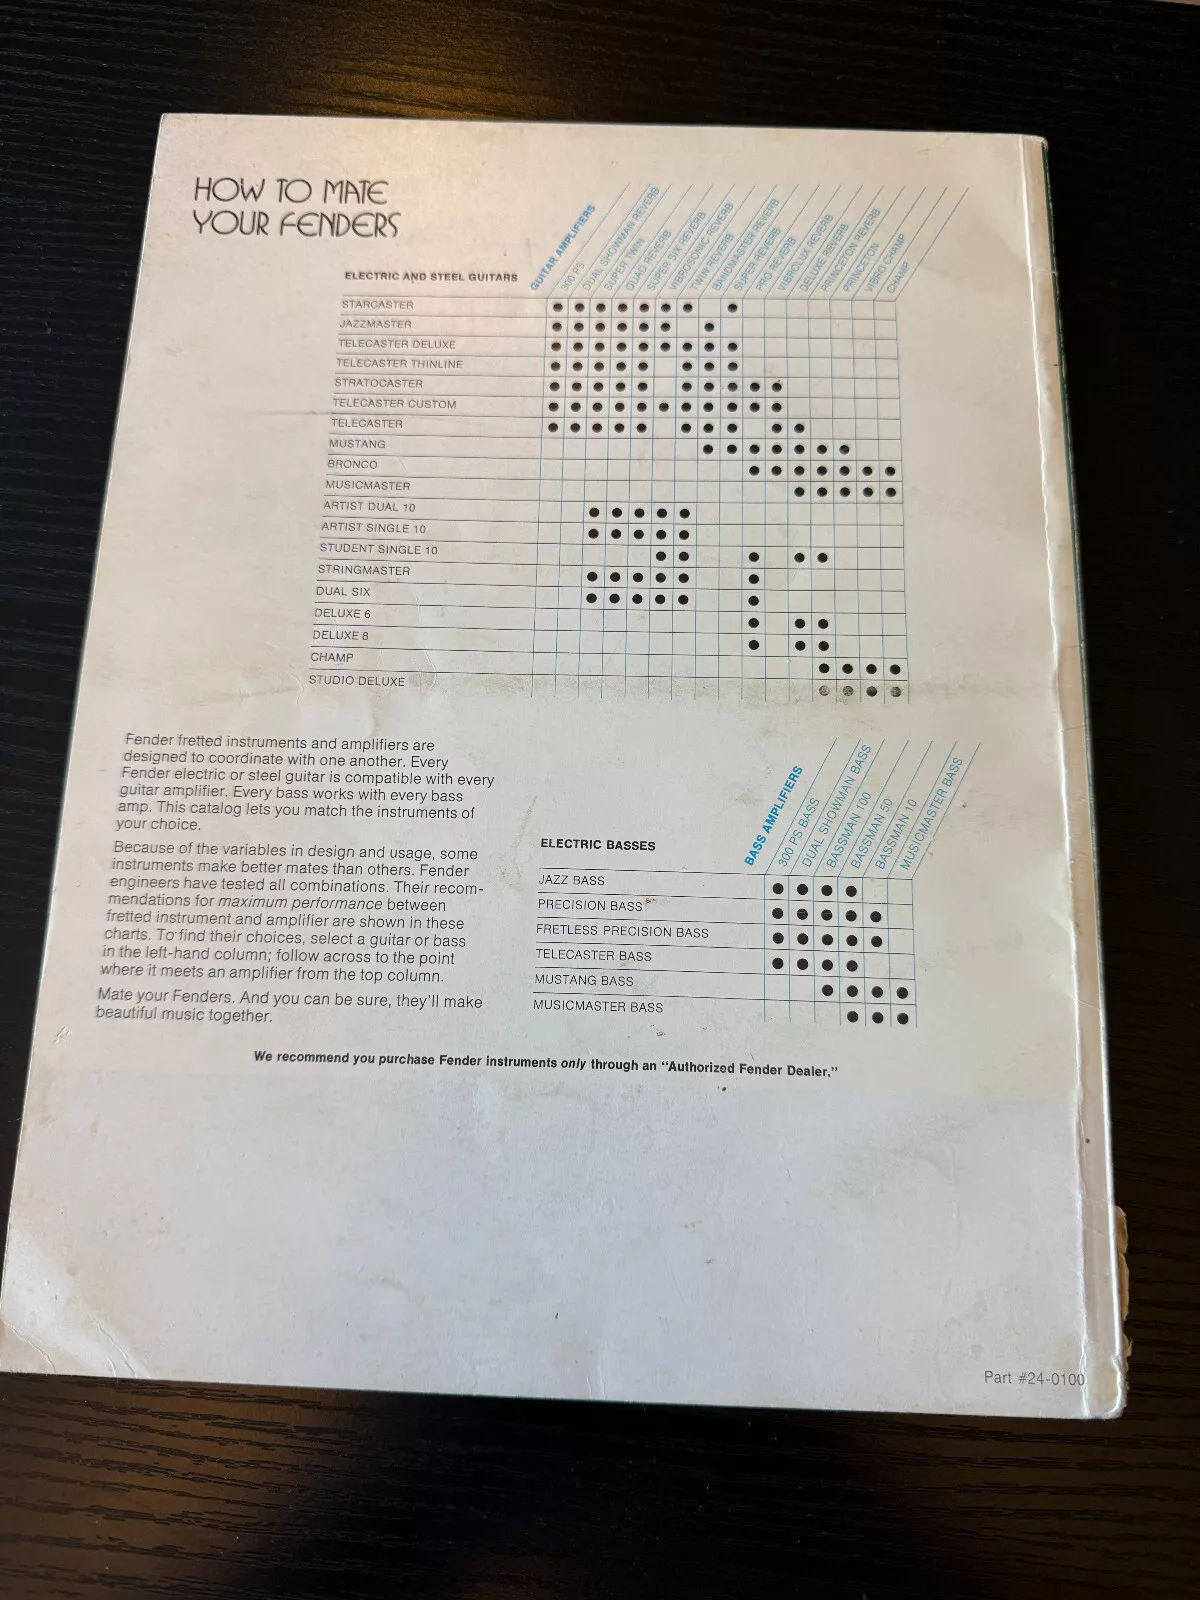 HOW TO MATE
YOUR FENDERS
ELECTRIC AND STEEL GUITARS
GUITAR AMPLIFIERS
300 PS
DUAL SHOWMAN REVERB
SUPER TWIN
QUAD REVERB
SUPER SIX REVERB
VIBROSONIC REVERB
TWIN REVERB
BANDMASTER REVERB
SUPER REVERB
PRO REVERB
VIBROLUX REVERB
DELUXE REVERB
PRINCETON REVERB
PRINCETON
VIBRO CHAMP
CHAMP
STARCASTER
JAZZMASTER
TELECASTER DELUXE
TELECASTER THINLINE
STRATOCASTER
TELECASTER CUSTOM
TELECASTER
MUSTANG
BRONCO
MUSICMASTER
ARTIST DUAL 10
ARTIST SINGLE 10
STUDENT SINGLE 10
STRINGMASTER
DUAL SIX
DELUXE 6
DELUXE 8
CHAMP
STUDIO DELUXE
Fender fretted instruments and amplifiers are
designed to coordinate with one another. Every
Fender electric or steel guitar is compatible with every
guitar amplifier. Every bass works with every bass
amp. This catalog lets you match the instruments of
your choice.
Because of the variables in design and usage, some
instruments make better mates than others. Fender
engineers have tested all combinations. Their recom-
mendations for maximum performance between
fretted instrument and amplifier are shown in these
charts. To find their choices, select a guitar or bass
in the left-hand column; follow across to the point
where it meets an amplifier from the top column.
Mate your Fenders. And you can be sure, they'll make
beautiful music together.
ELECTRIC BASSES
BASS AMPLIFIERS
300 PS BASS
DUAL SHOWMAN BASS
BASSMAN 100
BASSMAN 50
BASSMAN 10
MUSICMASTER BASS
JAZZ BASS
PRECISION BASS
FRETLESS PRECISION BASS
TELECASTER BASS
MUSTANG BASS
MUSICMASTER BASS
We recommend you purchase Fender instruments only through an "Authorized Fender Dealer."
Part #24-0100